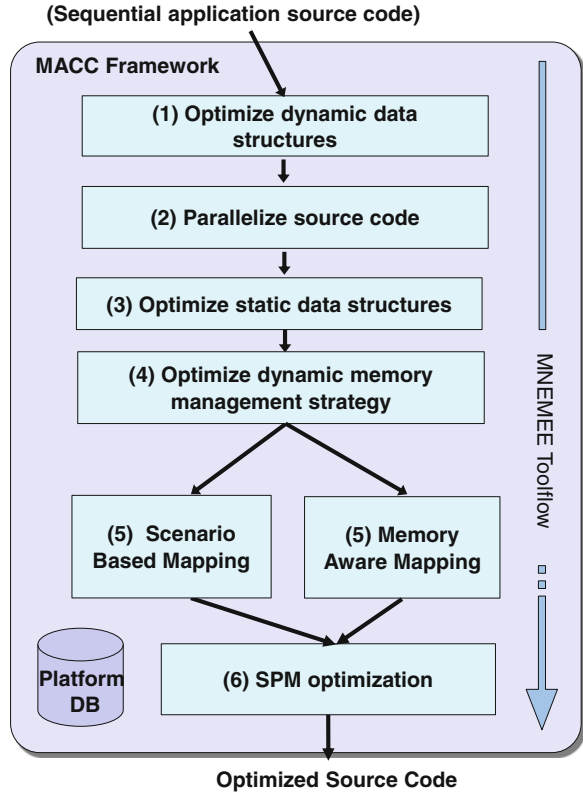 (Sequential application source code)
MACC Framework
(1) Optimize dynamic data
structures
(2) Parallelize source code
(3) Optimize static data structures
(4) Optimize dynamic memory
management strategy
(5) Scenario
Based Mapping
(5) Memory
Aware Mapping
MNEMEE Toolflow
Platform
DB
(6) SPM optimization
Optimized Source Code